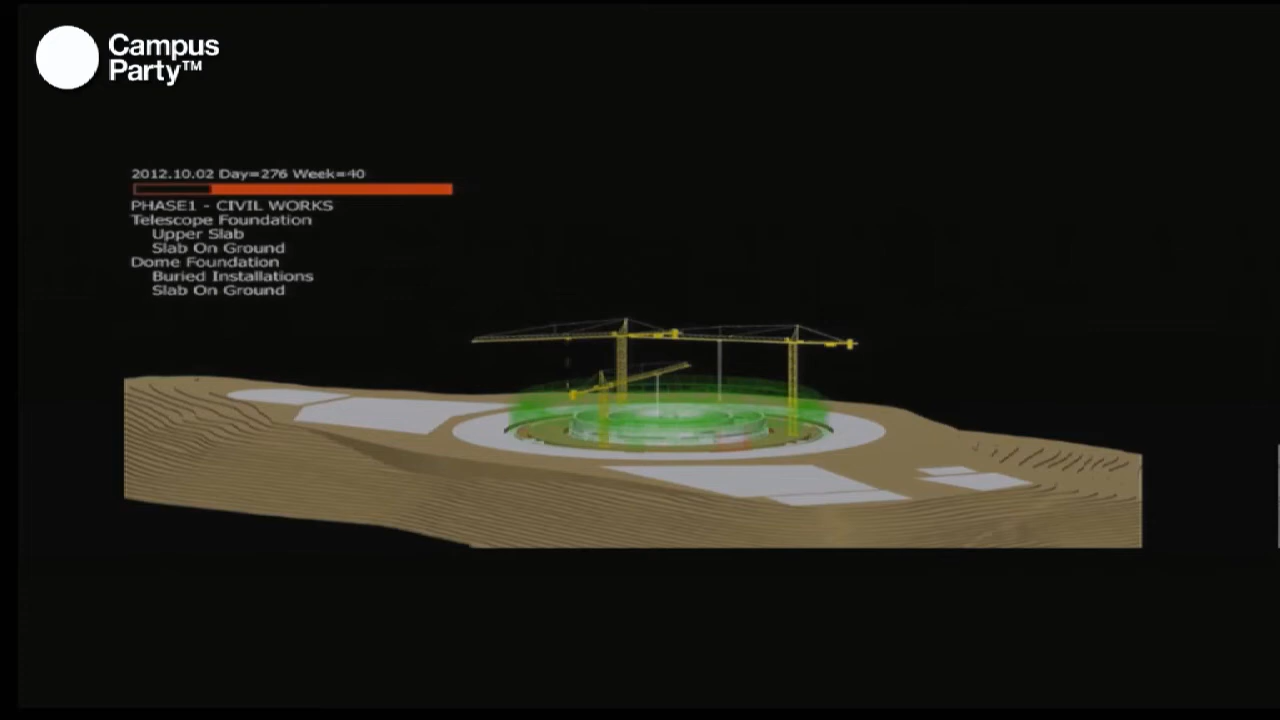 Campus
Party™
2012.10.02 Day=276 Week=40
PHASE1 - CIVIL WORKS
Telescope Foundation
Upper Slab
Slab On Ground
Dome Foundation
Buried Installations
Slab On Ground